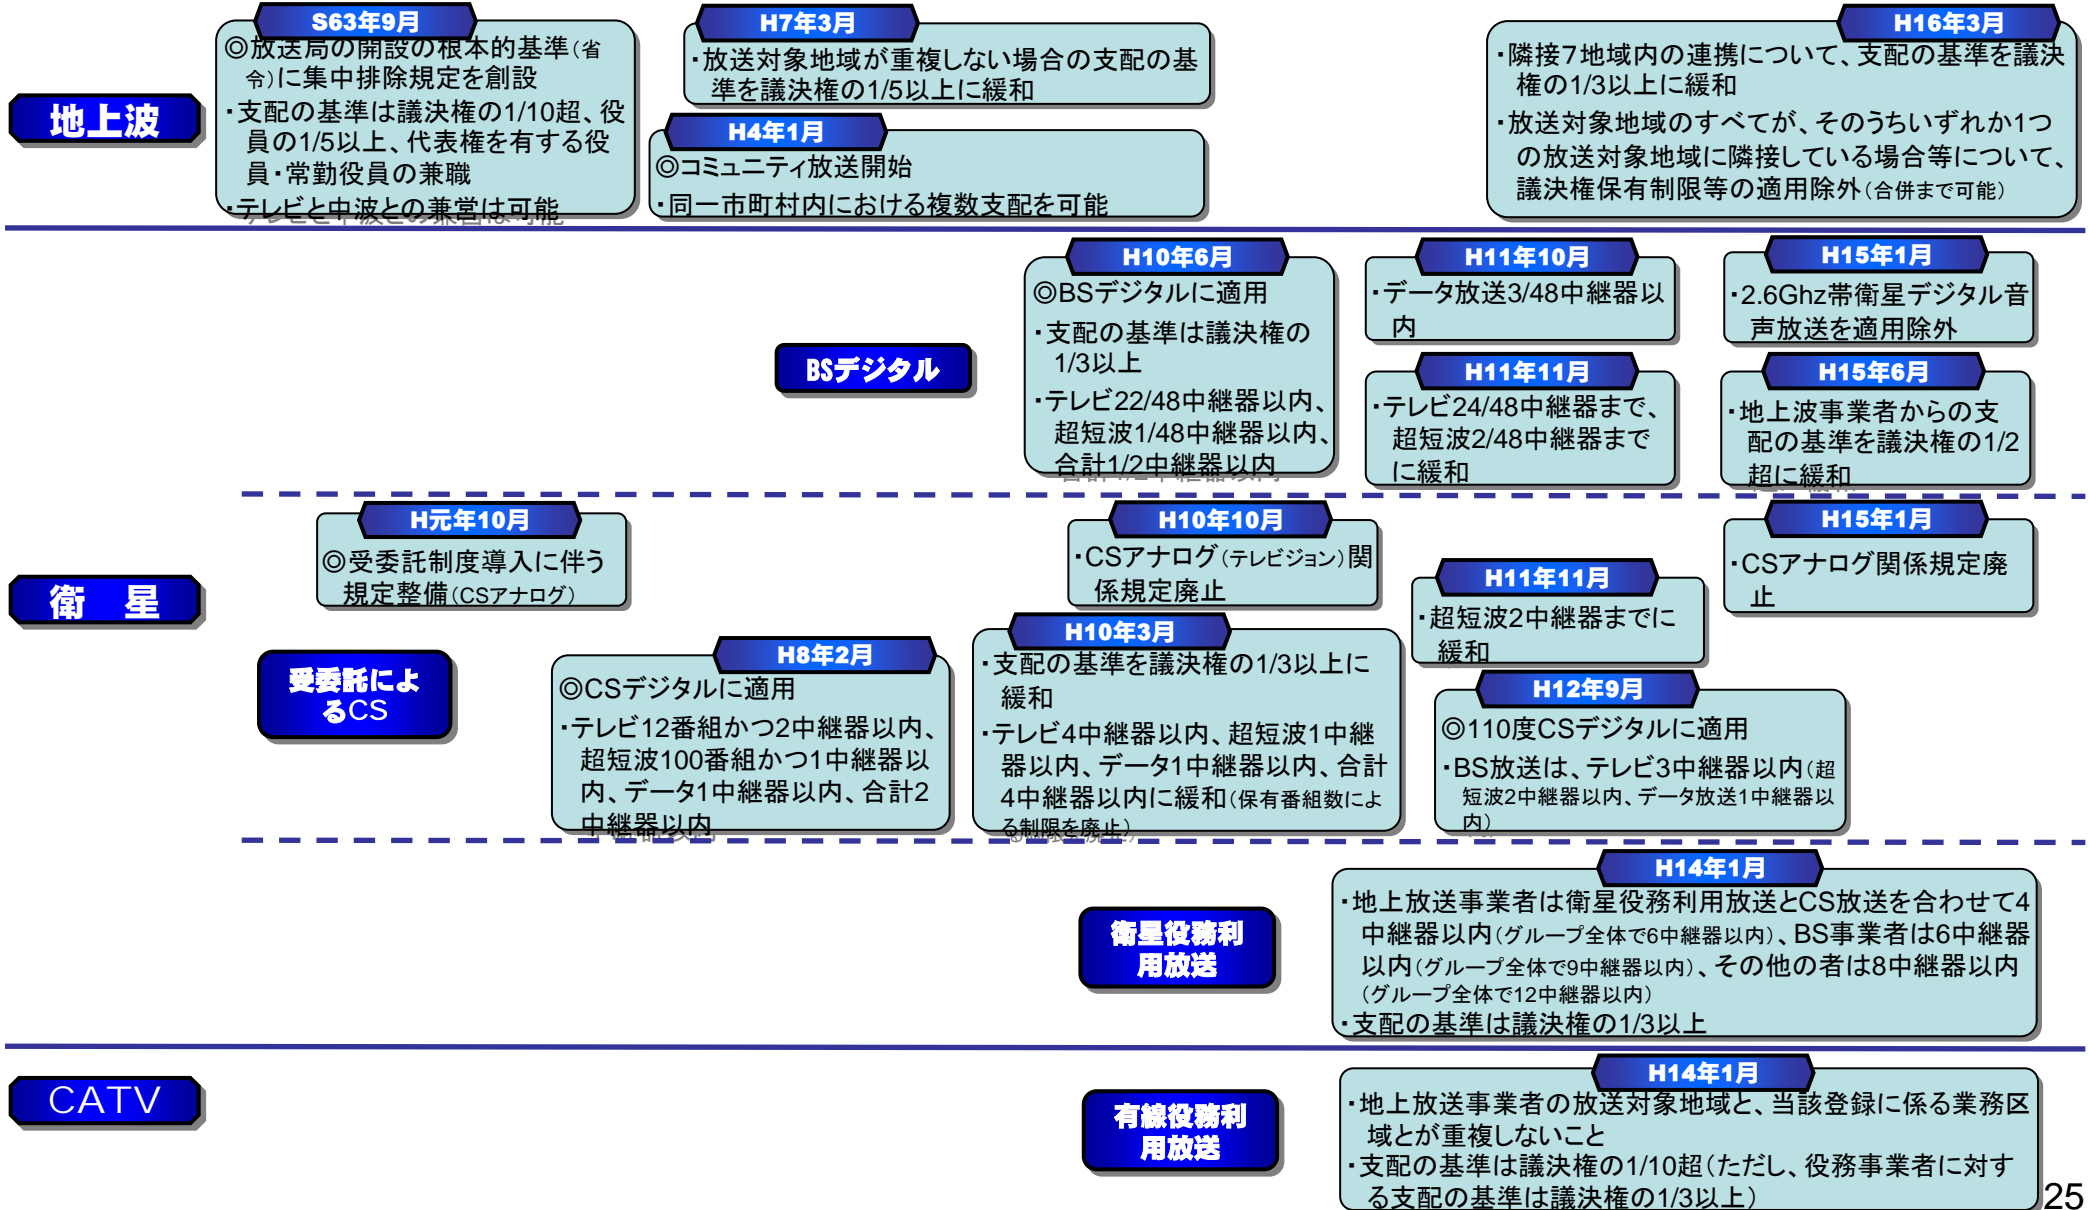 地上波
S63年9月
◎放送局の開設の根本的基準(省
令)に集中排除規定を創設
・支配の基準は議決権の1/10超、役
員の1/5以上、代表権を有する役
員・常勤役員の兼職
・テレビと中波との兼営は可能
H7年3月
・放送対象地域が重複しない場合の支配の基
準を議決権の1/5以上に緩和
H4年1月
◎コミュニティ放送開始
・同一市町村内における複数支配を可能
H16年3月
・隣接7地域内の連携について、支配の基準を議決
権の1/3以上に緩和
・放送対象地域のすべてが、そのうちいずれか1つ
の放送対象地域に隣接している場合等について、
議決権保有制限等の適用除外(合併まで可能)
衛 星
BSデジタル
H10年6月
◎BSデジタルに適用
・支配の基準は議決権の
1/3以上
・テレビ22/48中継器以内、
超短波1/48中継器以内、
合計1/2中継器以内
H11年10月
・データ放送3/48中継器以
内
H11年11月
・テレビ24/48中継器まで、
超短波2/48中継器まで
に緩和
H15年1月
・2.6Ghz帯衛星デジタル音
声放送を適用除外
H15年6月
・地上波事業者からの支
配の基準を議決権の1/2
超に緩和
受委託によ
るCS
H元年10月
◎受委託制度導入に伴う
規定整備(CSアナログ)
H8年2月
◎CSデジタルに適用
・テレビ12番組かつ2中継器以内、
超短波100番組かつ1中継器以
内、データ1中継器以内、合計2
中継器以内
H10年10月
・CSアナログ(テレビジョン)関
係規定廃止
H10年3月
・支配の基準を議決権の1/3以上に
緩和
・テレビ4中継器以内、超短波1中継
器以内、データ1中継器以内、合計
4中継器以内に緩和(保有番組数によ
る制限を廃止)
H11年11月
・超短波2中継器までに
緩和
H12年9月
◎110度CSデジタルに適用
・BS放送は、テレビ3中継器以内(超
短波2中継器以内、データ放送1中継器以
内)
H15年1月
・CSアナログ関係規定廃
止
衛星役務利
用放送
H14年1月
・地上放送事業者は衛星役務利用放送とCS放送を合わせて4
中継器以内(グループ全体で6中継器以内)、BS事業者は6中継器
以内(グループ全体で9中継器以内)、その他の者は8中継器以内
(グループ全体で12中継器以内)
・支配の基準は議決権の1/3以上
CATV
有線役務利
用放送
H14年1月
・地上放送事業者の放送対象地域と、当該登録に係る業務区
域とが重複しないこと
・支配の基準は議決権の1/10超(ただし、役務事業者に対す
る支配の基準は議決権の1/3以上)
25